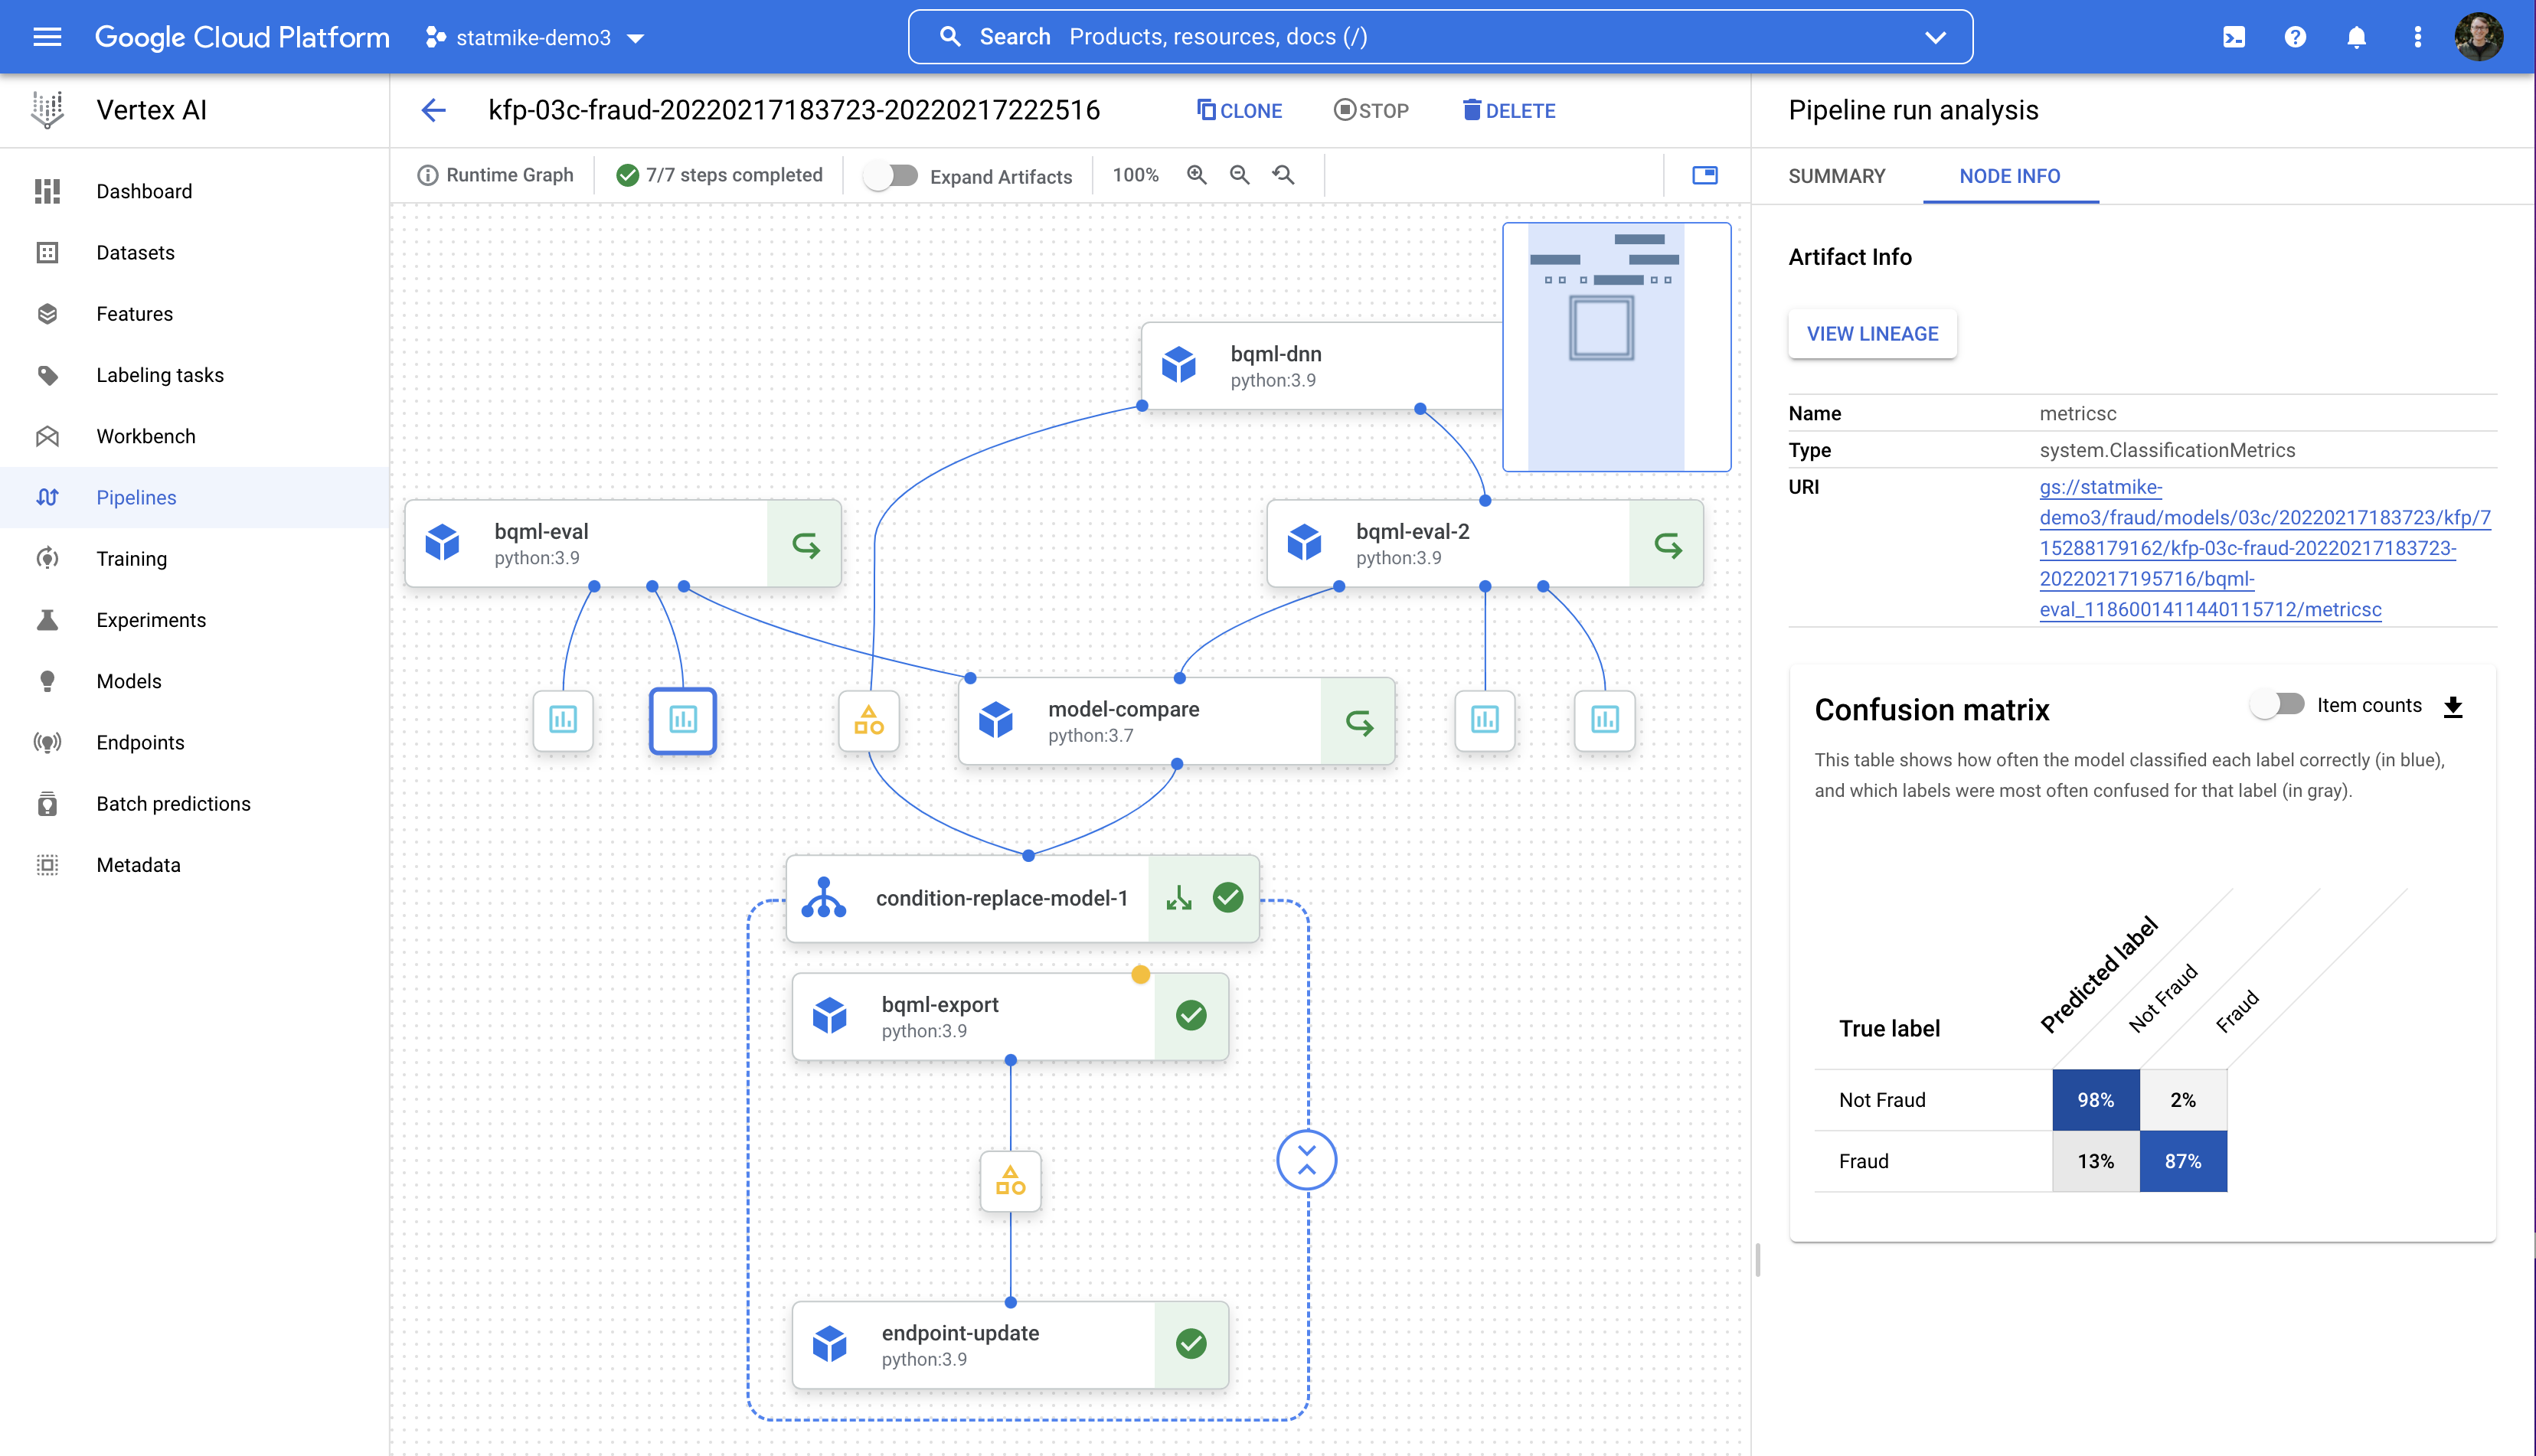 Google Cloud Platform
statmike-demo3
Search Products, resources, docs (/)
Vertex AI
Dashboard
Datasets
Features
Labeling tasks
Workbench
Pipelines
Training
Experiments
Models
Endpoints
Batch predictions
Metadata
kfp-03c-fraud-20220217183723-20220217222516
CLONE
STOP
DELETE
Runtime Graph
7/7 steps completed
Expand Artifacts
100%
bqml-dnn
python:3.9
bqml-eval
python:3.9
bqml-eval-2
python:3.9
model-compare
python:3.7
condition-replace-model-1
bqml-export
python:3.9
endpoint-update
python:3.9
Pipeline run analysis
SUMMARY
NODE INFO
Artifact Info
VIEW LINEAGE
Name metricsc
Type system.ClassificationMetrics
URI gs://statmike-
demo3/fraud/models/03c/20220217183723/kfp/7
15288179162/kfp-03c-fraud-20220217183723-
20220217195716/bqml-
eval_1186001411440115712/metricsc
Confusion matrix
Item counts
This table shows how often the model classified each label correctly (in blue),
and which labels were most often confused for that label (in gray).
True label
Predicted label
Not Fraud
Fraud
Not Fraud 98% 2%
Fraud 13% 87%